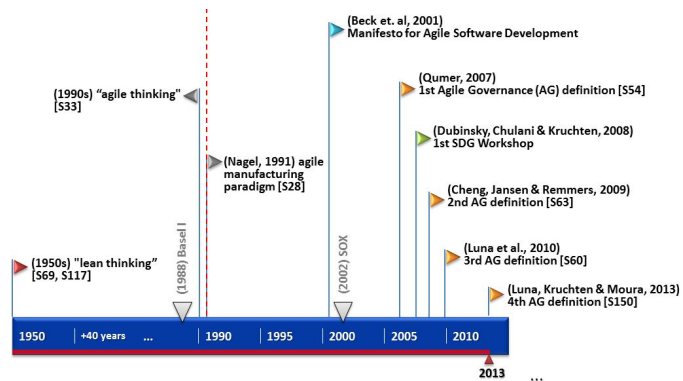 (Beck et. al, 2001)
Manifesto for Agile Software Development
(1990s) “agile thinking"
[S33]
(Qumer, 2007)
1st Agile Governance (AG) definition [S54]
(Dubinsky, Chulani & Kruchten, 2008)
1st SDG Workshop
(Nagel, 1991) agile
manufacturing
paradigm [S28]
(Cheng, Jansen & Remmers, 2009)
2nd AG definition [S63]
(1988) Basel I
(2002) SOX
(1950s) "lean thinking”
[S69, S117]
(Luna et al., 2010)
3rd AG definition [S60]
(Luna, Kruchten & Moura, 2013)
4th AG definition [S150]
1950 +40 years ... 1990 1995 2000 2005 2010
2013 ...